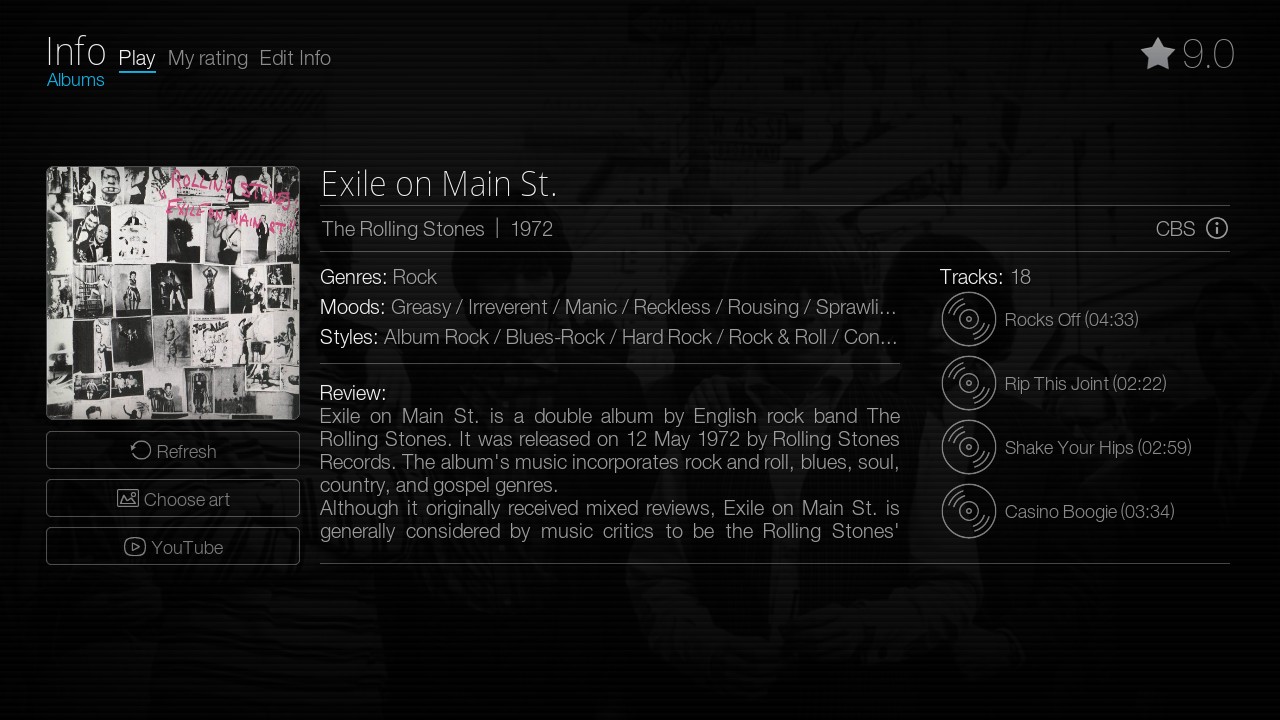 Info Play My rating Edit Info
Albums
9.0
ROLLING STONES
"EXILE ON MAIN ST"
JOE ALLEN
Exile on Main St.
The Rolling Stones | 1972
CBS
Genres: Rock
Moods: Greasy / Irreverent / Manic / Reckless / Rousing / Sprawli...
Styles: Album Rock / Blues-Rock / Hard Rock / Rock & Roll / Con...
Review:
Exile on Main St. is a double album by English rock band The
Rolling Stones. It was released on 12 May 1972 by Rolling Stones
Records. The album's music incorporates rock and roll, blues, soul,
country, and gospel genres.
Although it originally received mixed reviews, Exile on Main St. is
generally considered by music critics to be the Rolling Stones'
Tracks: 18
Rocks Off (04:33)
Rip This Joint (02:22)
Shake Your Hips (02:59)
Casino Boogie (03:34)
Refresh
Choose art
YouTube